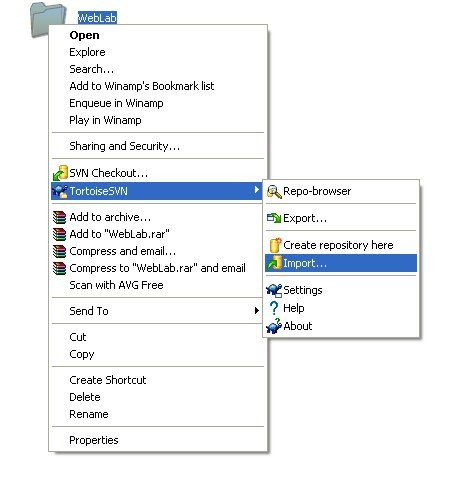 WebLab
Open
Explore
Search...
Add to Winamp's Bookmark list
Enqueue in Winamp
Play in Winamp
Sharing and Security...
SVN Checkout...
TortoiseSVN
Add to archive...
Add to "WebLab.rar"
Compress and email...
Compress to "WebLab.rar" and email
Scan with AVG Free
Send To
Cut
Copy
Create Shortcut
Delete
Rename
Properties
Repo-browser
Export...
Create repository here
Import...
Settings
Help
About